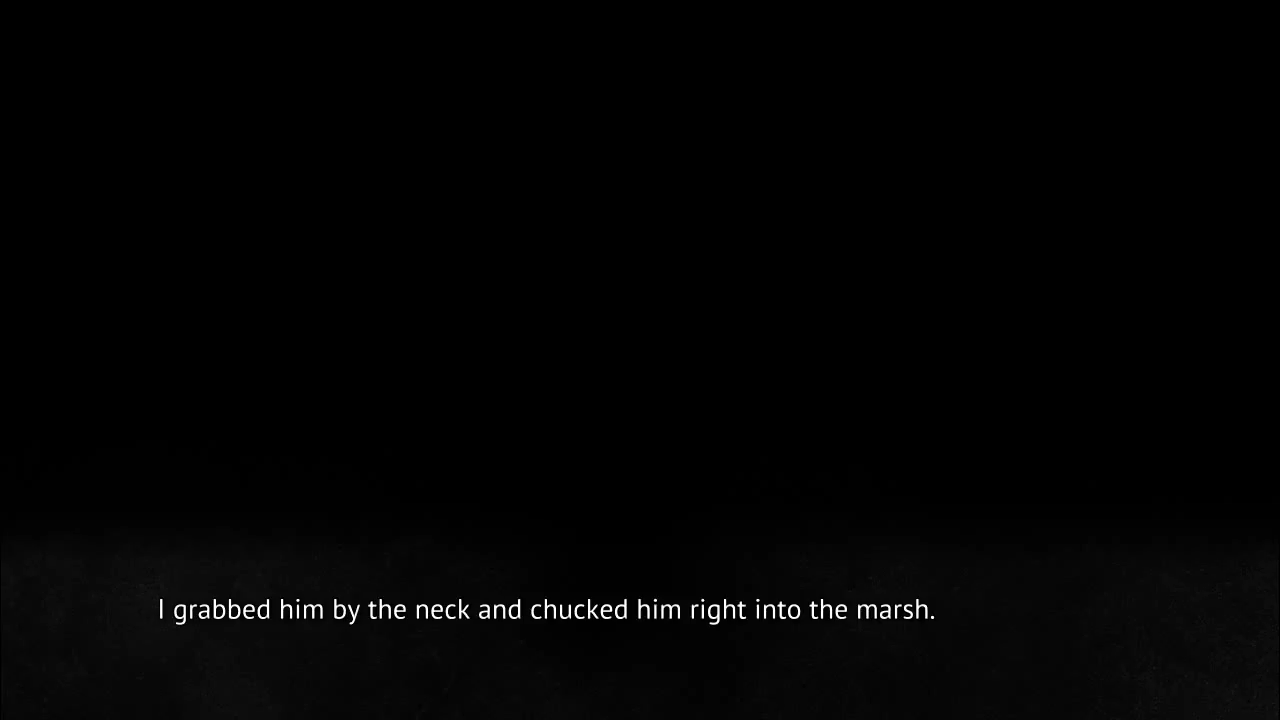 I grabbed him by the neck and chucked him right into the marsh.